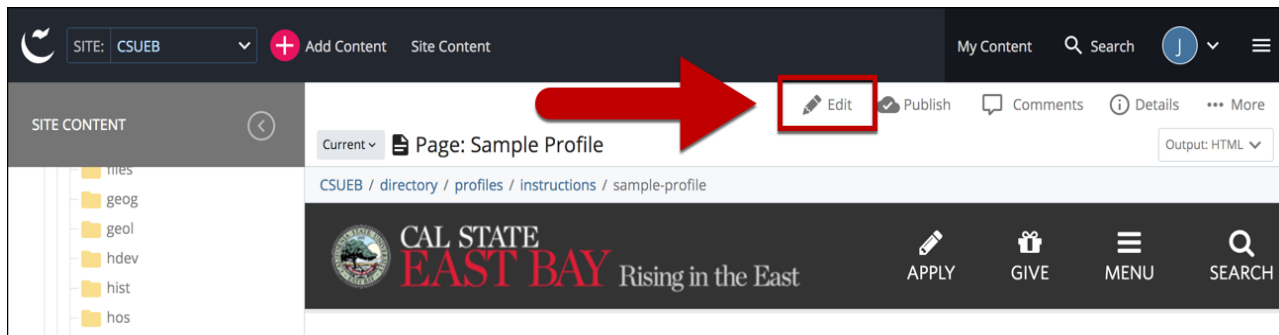 SITE: CSUEB Add Content Site Content My Content Search J
Edit Publish Comments Details More
SITE CONTENT
Current Page: Sample Profile Output: HTML
CSUEB / directory / profiles / instructions / sample-profile
files
geog
geol
hdev
hist
hos
CAL STATE
EAST BAY Rising in the East
APPLY GIVE MENU SEARCH